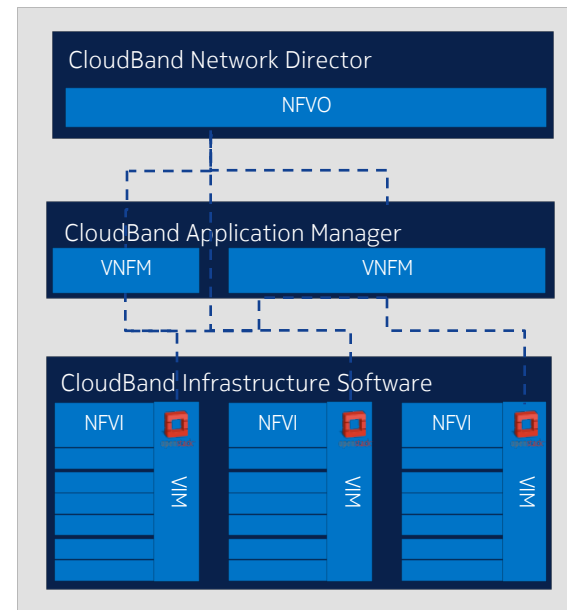 CloudBand Network Director
NFVO
CloudBand Application Manager
VNFM
VNFM
CloudBand Infrastructure Software
NFVI
NFVI
NFVI
VIM
VIM
VIM